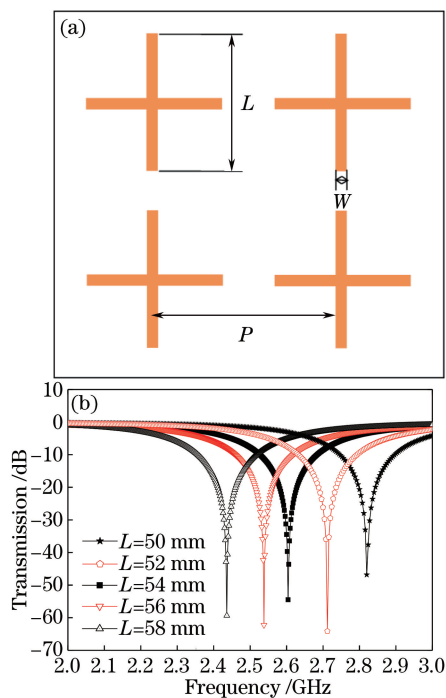 (a)
L
W
P
(b)
10
0
-10
-20
-30
-40
-50
-60
-70
Transmission /dB
L=50 mm
L=52 mm
L=54 mm
L=56 mm
L=58 mm
2.0 2.1 2.2 2.3 2.4 2.5 2.6 2.7 2.8 2.9 3.0
Frequency /GHz